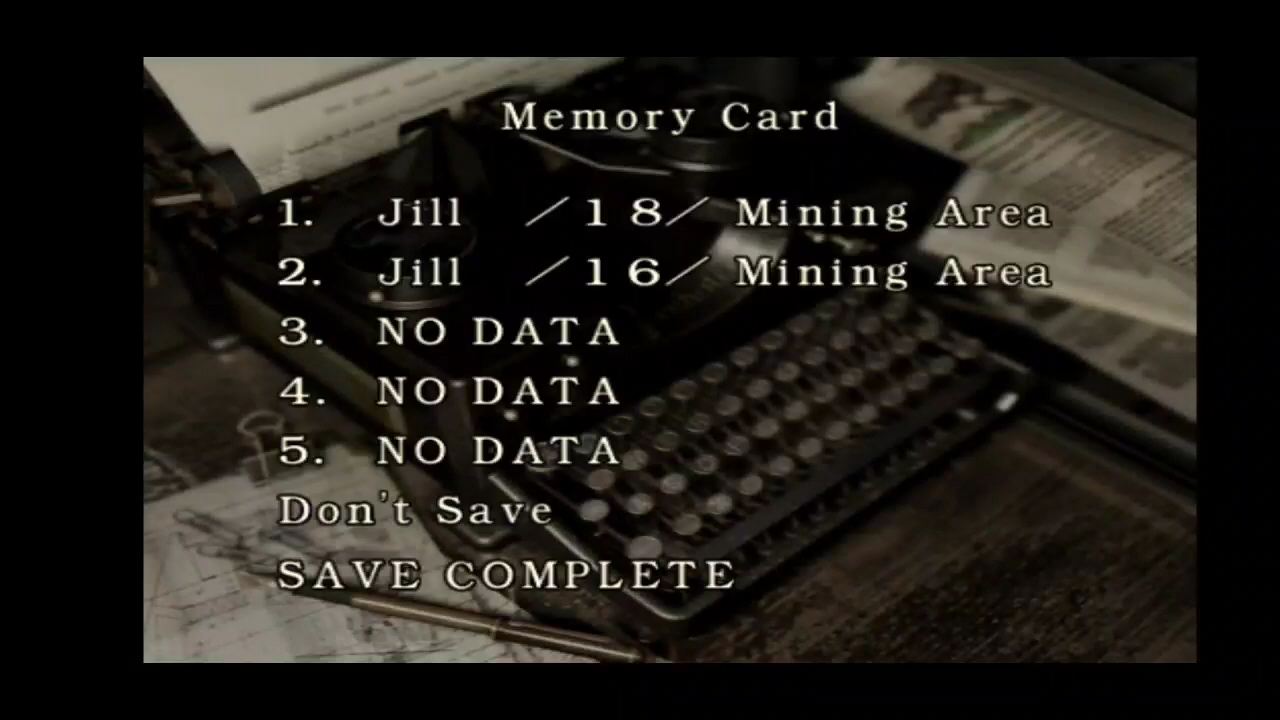 Memory Card
1. Jill ／18／ Mining Area
2. Jill ／16／ Mining Area
3. NO DATA
4. NO DATA
5. NO DATA
Don't Save
SAVE COMPLETE